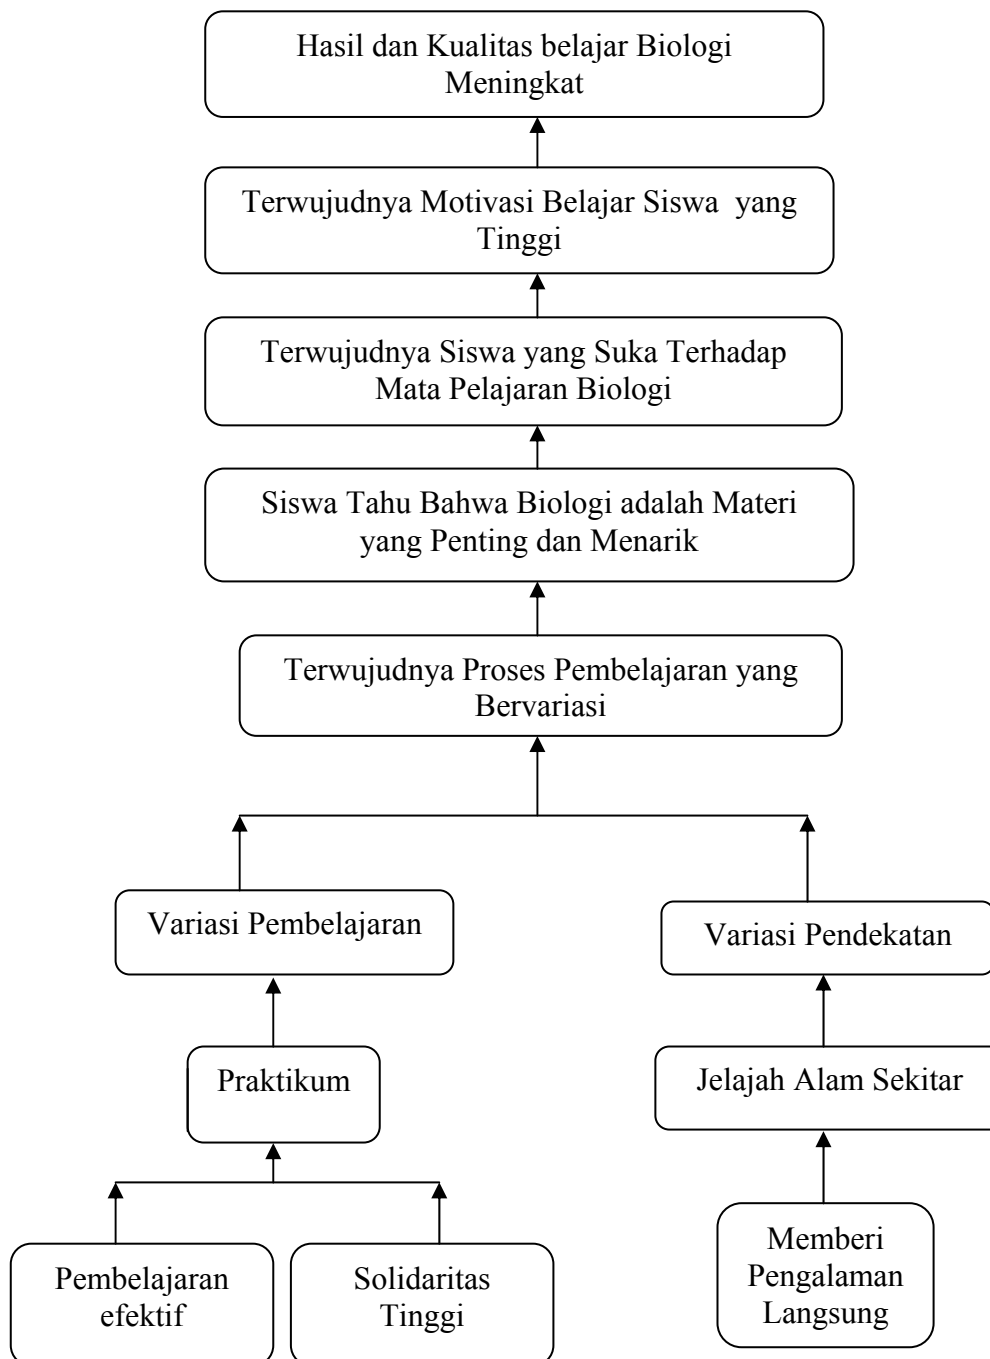 Hasil dan Kualitas belajar Biologi
Meningkat
Terwujudnya Motivasi Belajar Siswa  yang
Tinggi
Terwujudnya Siswa yang Suka Terhadap
Mata Pelajaran Biologi
Siswa Tahu Bahwa Biologi adalah Materi
yang Penting dan Menarik
Terwujudnya Proses Pembelajaran yang
Bervariasi
Variasi Pembelajaran
Variasi Pendekatan
Praktikum
Jelajah Alam Sekitar
Pembelajaran
efektif
Solidaritas
Tinggi
Memberi
Pengalaman
Langsung